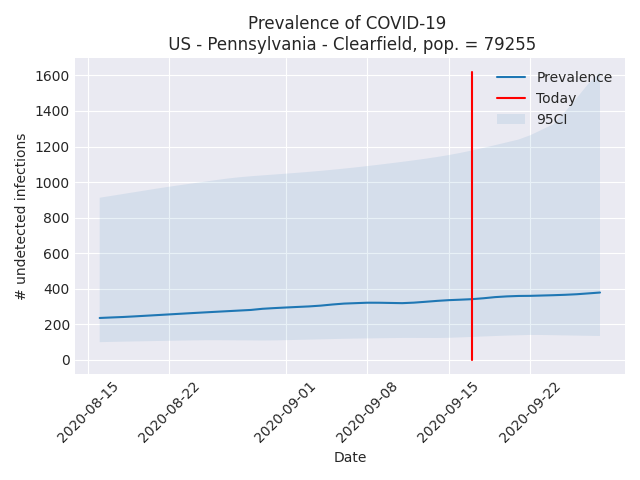 Prevalence of COVID-19
US - Pennsylvania - Clearfield, pop. = 79255
Prevalence
Today
95CI
# undetected infections
1600
1400
1200
1000
800
600
400
200
0
2020-08-15
2020-08-22
2020-09-01
2020-09-08
2020-09-15
2020-09-22
Date